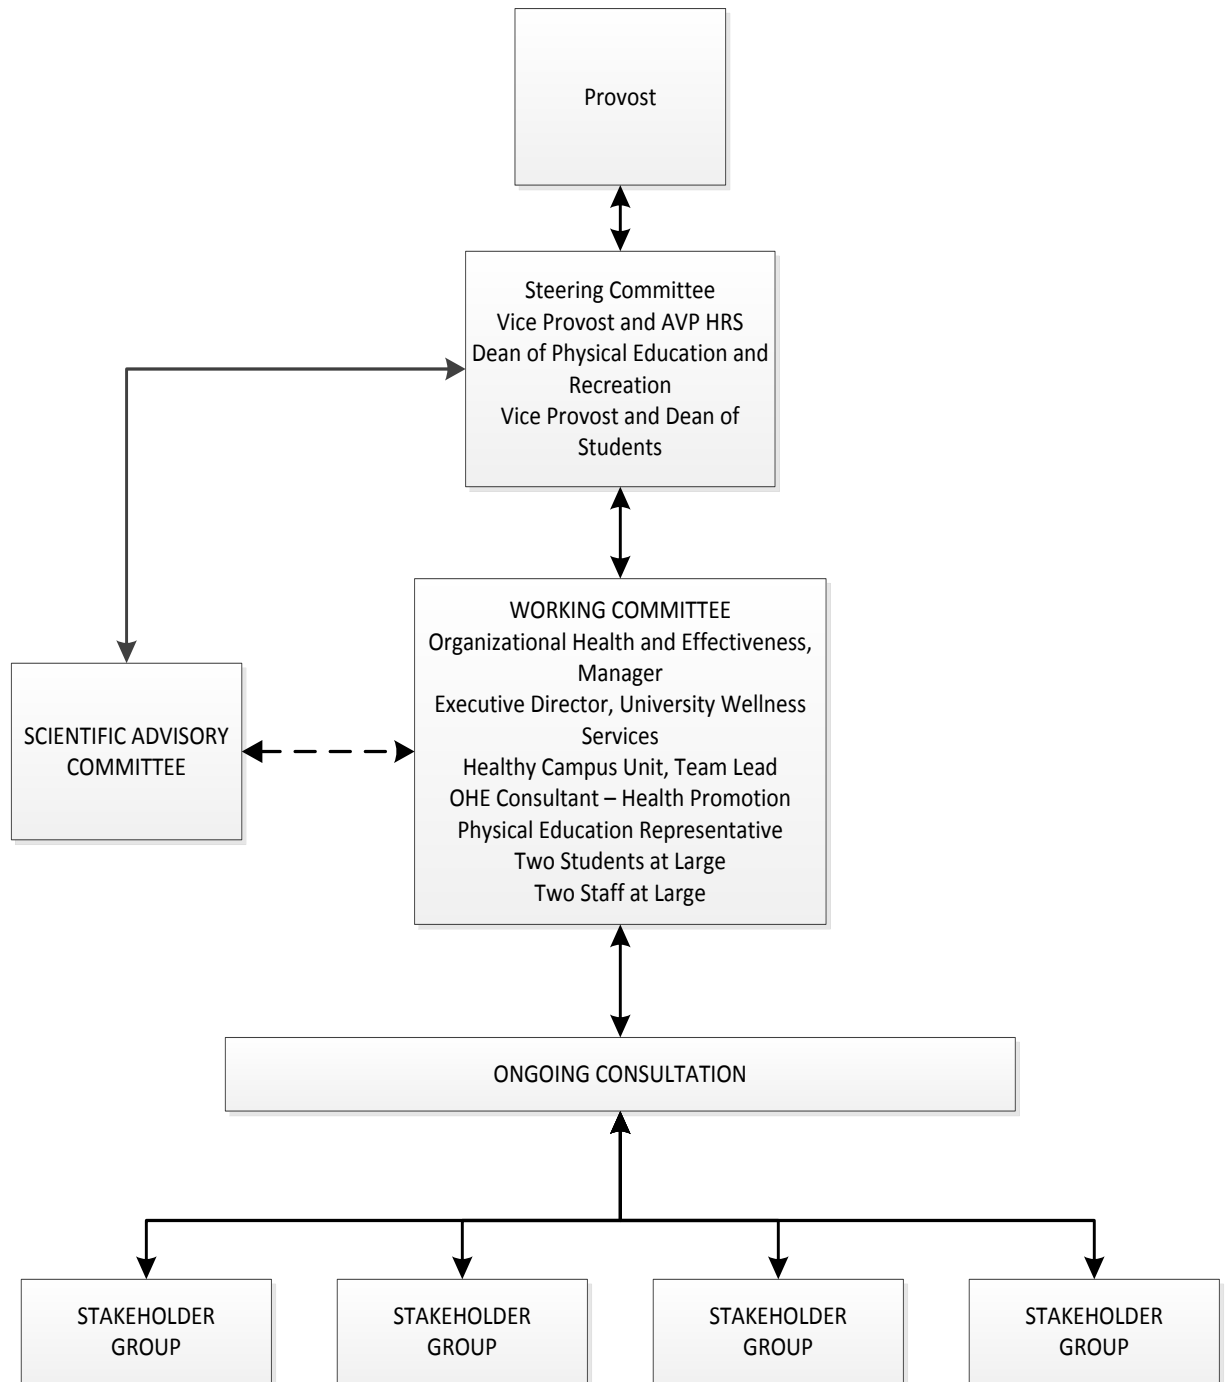 Provost
Steering Committee
Vice Provost and AVP HRS
Dean of Physical Education and
Recreation
Vice Provost and Dean of
Students
WORKING COMMITTEE
Organizational Health and Effectiveness,
Manager
Executive Director, University Wellness
Services
Healthy Campus Unit, Team Lead
OHE Consultant – Health Promotion
Physical Education Representative
Two Students at Large
Two Staff at Large
SCIENTIFIC ADVISORY
COMMITTEE
ONGOING CONSULTATION
STAKEHOLDER
GROUP
STAKEHOLDER
GROUP
STAKEHOLDER
GROUP
STAKEHOLDER
GROUP